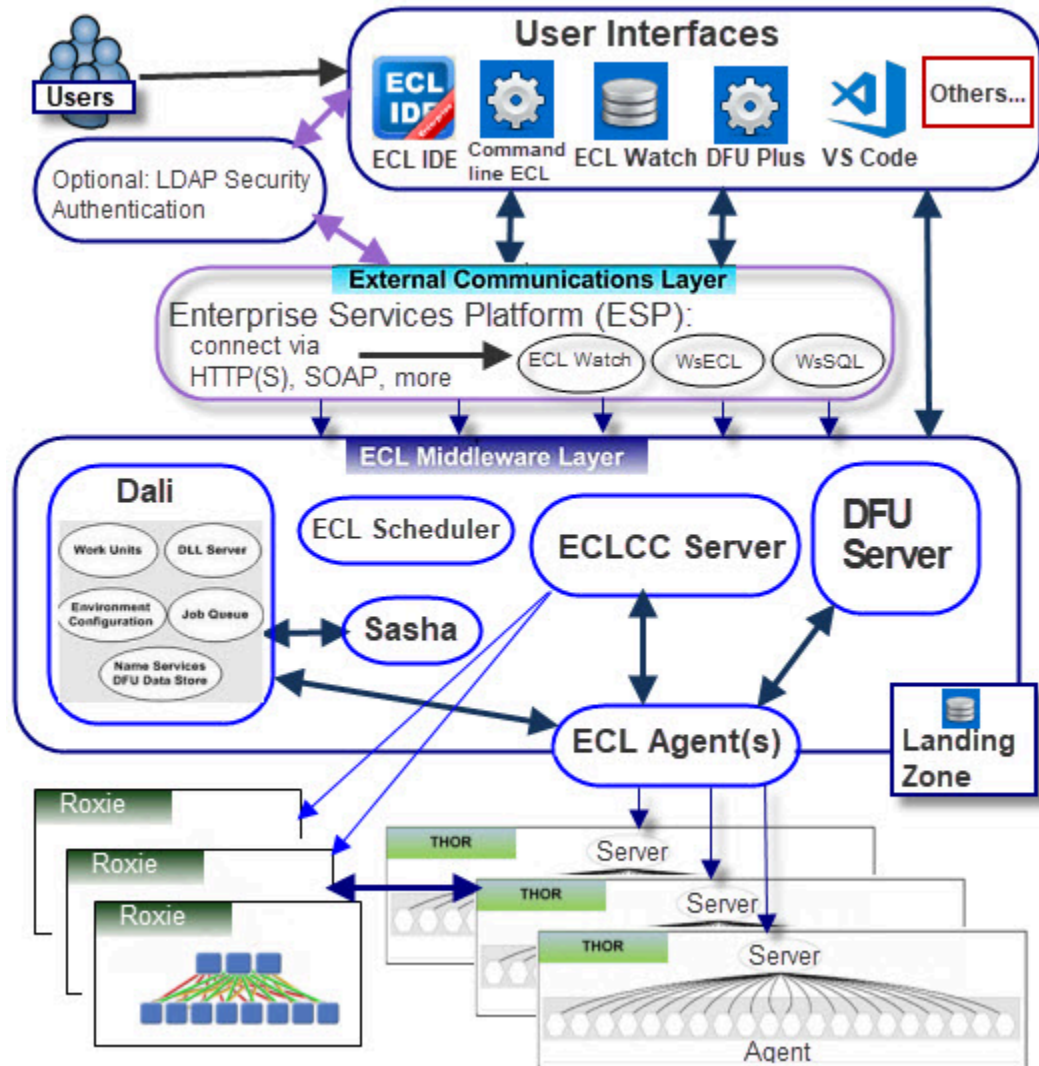 Users
User Interfaces
ECL
IDE
Enterprise
ECL IDE
Command
line ECL
ECL Watch
DFU Plus
VS Code
Others...
Optional: LDAP Security
Authentication
External Communications Layer
Enterprise Services Platform (ESP):
connect via
HTTP(S), SOAP, more
ECL Watch
WsECL
WsSQL
ECL Middleware Layer
Dali
Work Units
DLL Server
Environment
Configuration
Job Queue
Name Services
DFU Data Store
ECL Scheduler
Sasha
ECLCC Server
DFU
Server
ECL Agent(s)
Landing
Zone
Roxie
Roxie
Roxie
THOR
Server
THOR
Server
THOR
Server
Agent